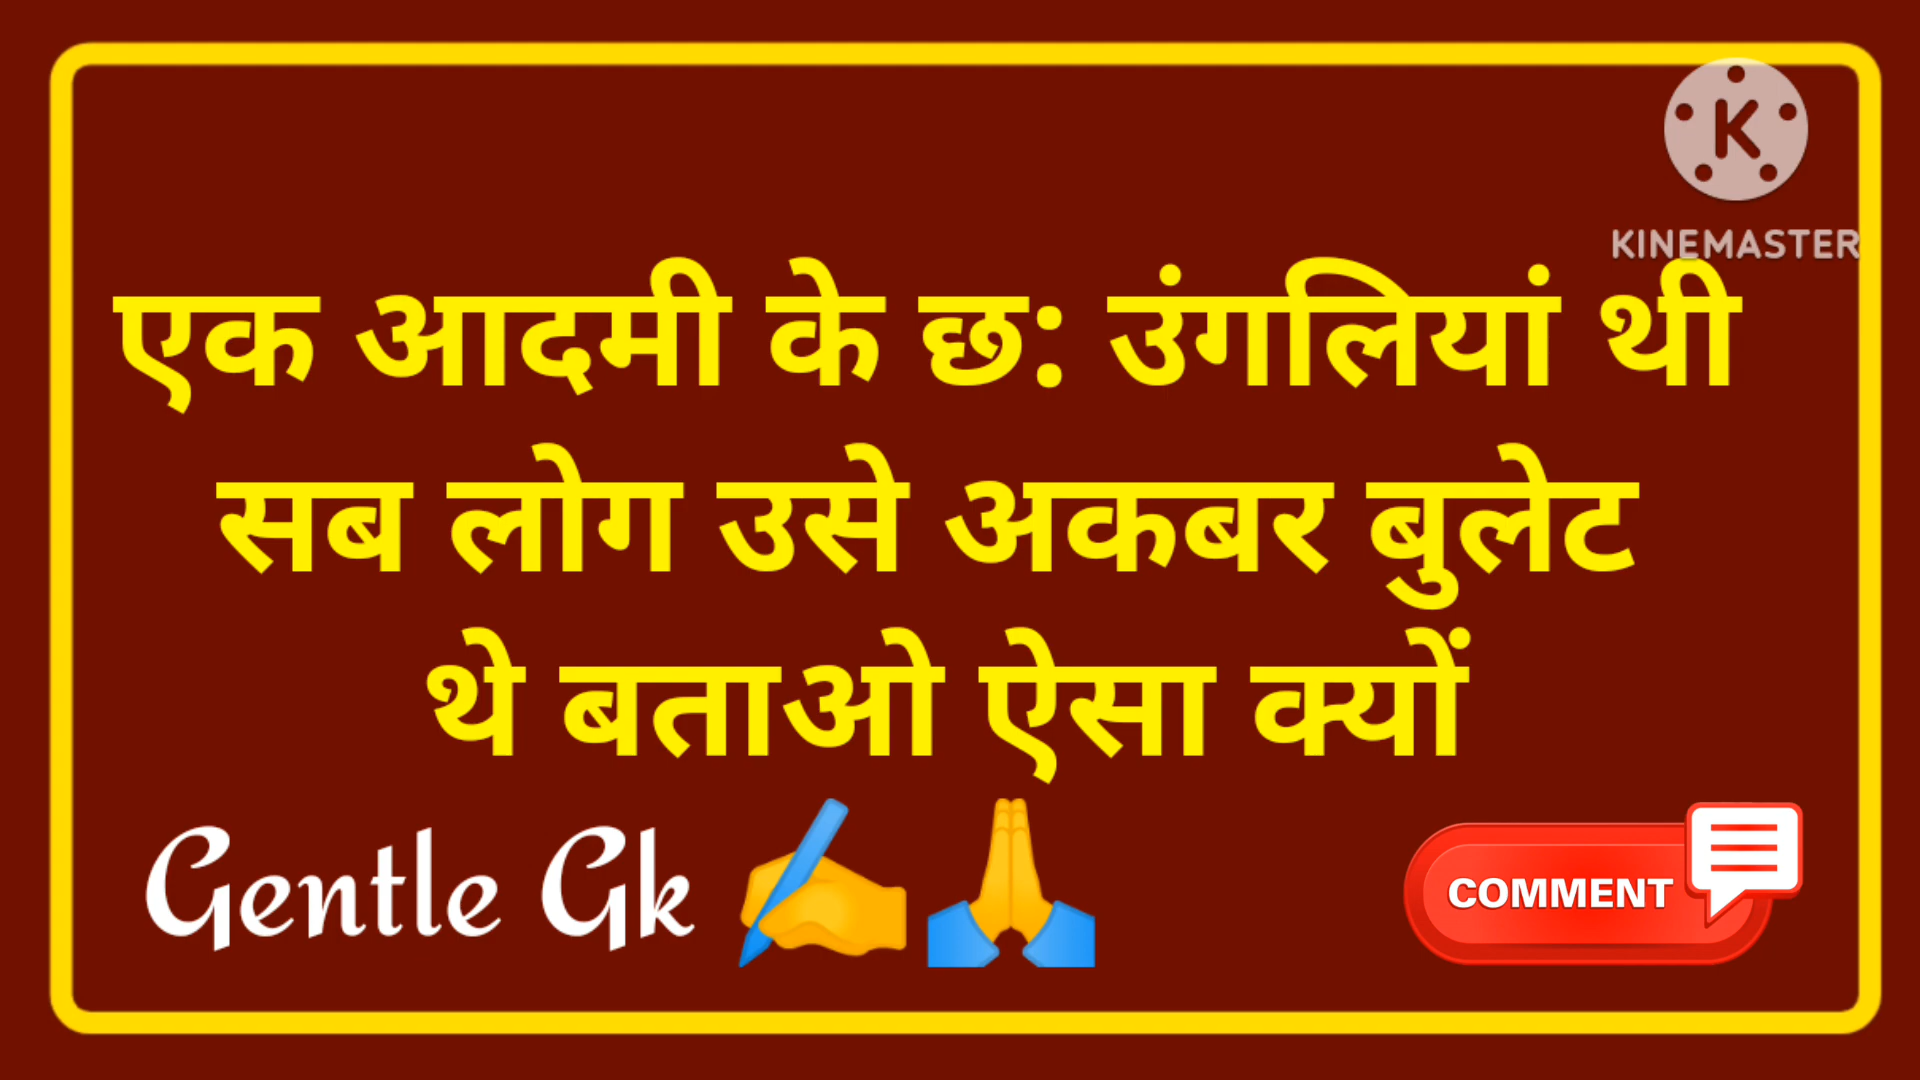 K
KINEMASTER
एक आदमी के छ: उंगलियां थी
सब लोग उसे अकबर बुलेट
थे बताओ ऐसा क्यों
Gentle Gk
COMMENT